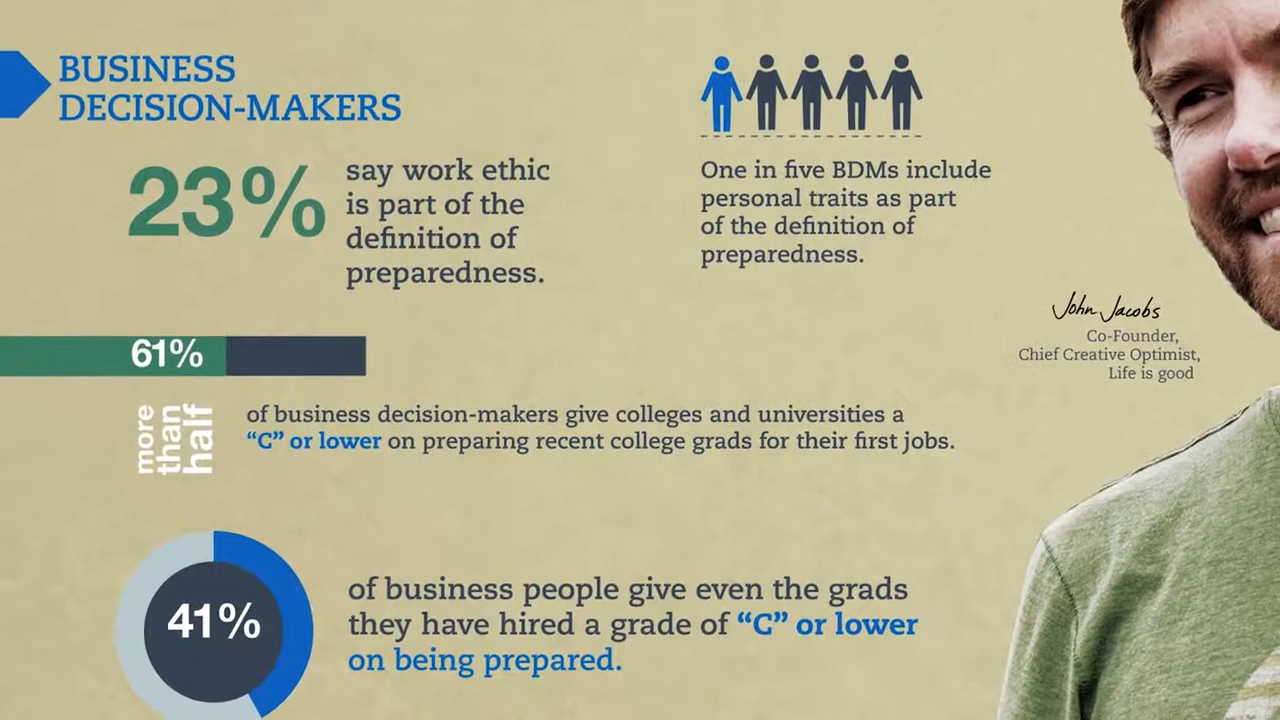 BUSINESS
DECISION-MAKERS
23%
say work ethic
is part of the
definition of
preparedness.
One in five BDMs include
personal traits as part
of the definition of
preparedness.
John Jacobs
Co-Founder,
Chief Creative Optimist,
Life is good
61%
more
than
half
of business decision-makers give colleges and universities a
“C” or lower on preparing recent college grads for their first jobs.
41%
of business people give even the grads
they have hired a grade of “C” or lower
on being prepared.